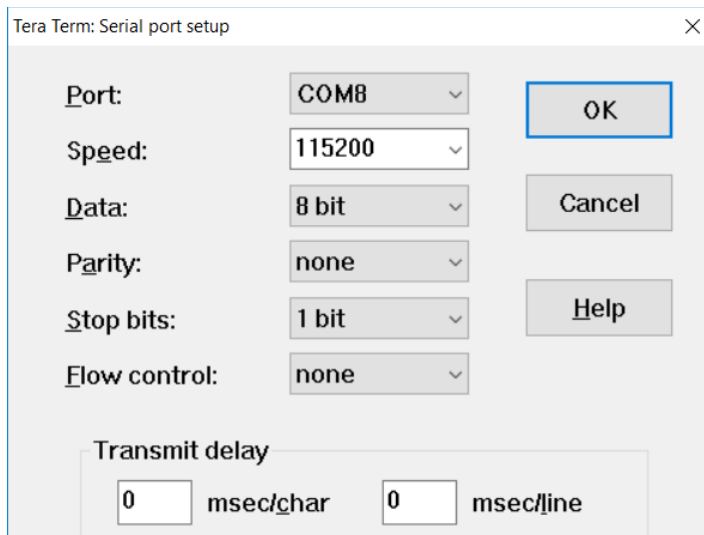 Tera Term: Serial port setup
Port: COM8 OK
Speed: 115200
Data: 8 bit Cancel
Parity: none
Stop bits: 1 bit Help
Flow control: none
Transmit delay
0 msec/char 0 msec/line